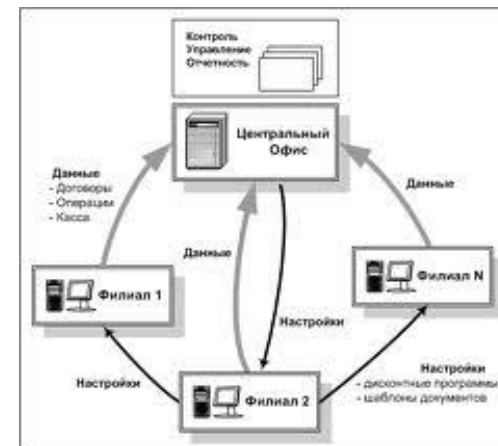 Контроль
Управление
Отчетность
Центральный
Офис
Данные
- Договоры
- Операции
- Касса
Данные
Данные
Филиал 1
Филиал N
Настройки
Настройки
Настройки
- дисконтные программы
- шаблоны документов
Филиал 2